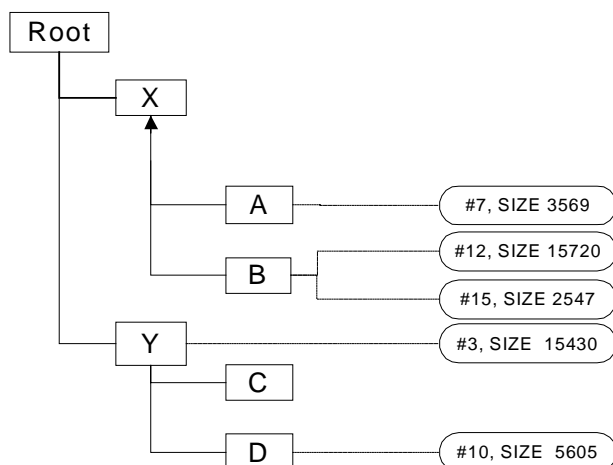 Root
X
A
#7, SIZE 3569
#12, SIZE 15720
B
#15, SIZE 2547
Y
#3, SIZE 15430
C
D
#10, SIZE 5605